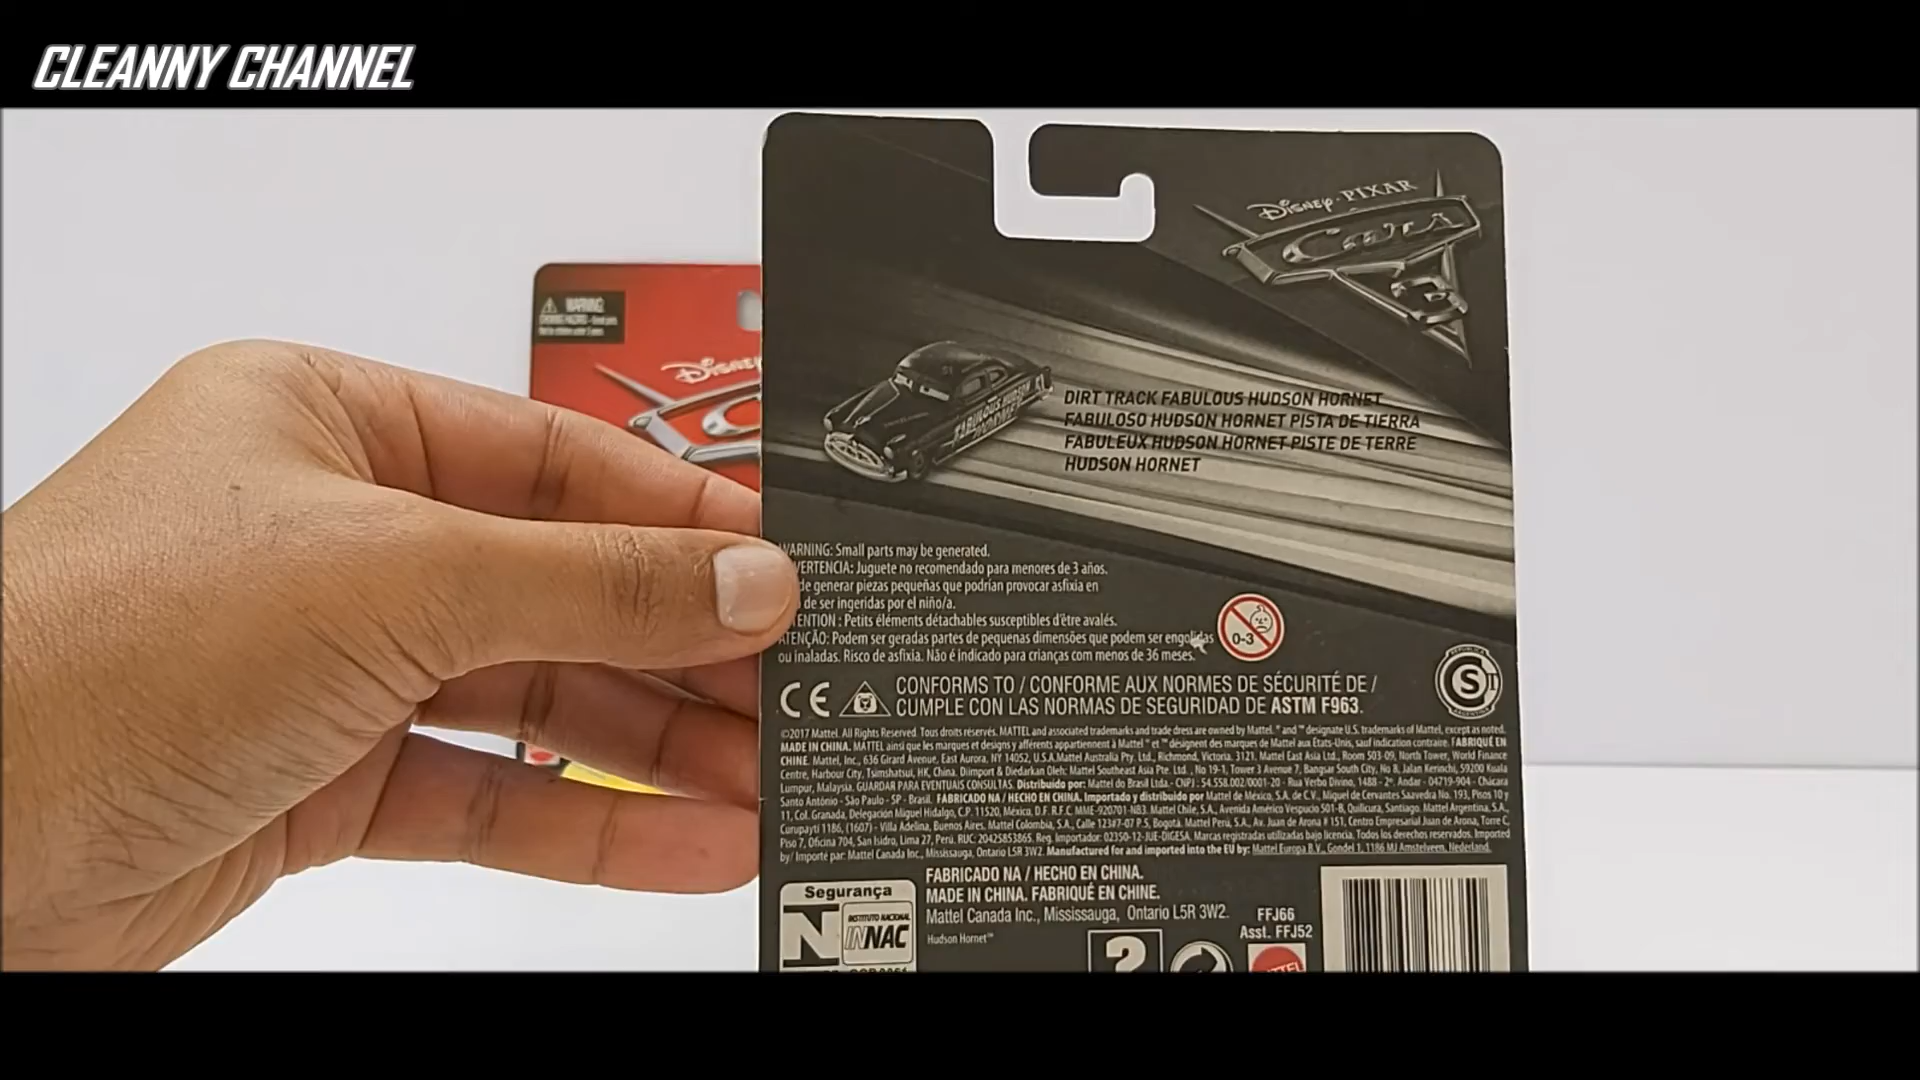 CLEANNY CHANNEL
DISNEY·PIXAR
Cars 3
WARNING:
DISNEY
51
FABULOUS HUDSON
HORNET
DIRT TRACK FABULOUS HUDSON HORNET
FABULOSO HUDSON HORNET PISTA DE TIERRA
FABULEUX HUDSON HORNET PISTE DE TERRE
HUDSON HORNET
WARNING: Small parts may be generated.
VERTENCIA: Juguete no recomendado para menores de 3 años.
de generar piezas pequeñas que podrían provocar asfixia en
de ser ingeridas por el niño/a.
ENTION : Petits éléments détachables susceptibles d'être avalés.
ATENÇÃO: Podem ser geradas partes de pequenas dimensões que podem ser engolidas
ou inaladas. Risco de asfixia. Não é indicado para crianças com menos de 36 meses.
0-3
CE CONFORMS TO / CONFORME AUX NORMES DE SÉCURITÉ DE /
CUMPLE CON LAS NORMAS DE SEGURIDAD DE ASTM F963.
©2017 Mattel. All Rights Reserved. Tous droits réservés. MATTEL and associated trademarks and trade dress are owned by Mattel. ® and ™ designate U.S. trademarks of Mattel, except as noted.
MADE IN CHINA. MATTEL ainsi que les marques et designs y afférents appartiennent à Mattel. ® et ™ désignent des marques de Mattel aux États-Unis, sauf indication contraire. FABRIQUÉ EN
CHINE. Mattel, Inc., 636 Girard Avenue, East Aurora, NY 14052, U.S.A. Mattel Australia Pty. Ltd., Richmond, Victoria. 3121. Mattel East Asia Ltd., Room 503-09, North Tower, World Finance
Centre, Harbour City, Tsimshatsui, HK, China. Diimport & Diedarkan Oleh: Mattel Southeast Asia Pte. Ltd., No 19-1, Tower 3 Avenue 7, Bangsar South City, No 8, Jalan Kerinchi, 59200 Kuala
Lumpur, Malaysia. GUARDAR PARA EVENTUAIS CONSULTAS. Distribuido por: Mattel do Brasil Ltda.- CNPJ : 54.558.002/0001-20 - Rua Verbo Divino, 1488 - 2º. Andar - 04719-904 - Chácara
Santo Antônio - São Paulo - SP - Brasil. FABRICADO NA / HECHO EN CHINA. Importado y distribuido por Mattel de México, S.A. de C.V., Miguel de Cervantes Saavedra No. 193, Pisos 10 y
11, Col. Granada, Delegación Miguel Hidalgo, C.P. 11520, México, D.F. R.F.C. MME-920701-NB3. Mattel Chile, S.A., Avenida Américo Vespucio 501-B, Quilicura, Santiago. Mattel Argentina, S.A.,
Curupaytí 1186, (1607) - Villa Adelina, Buenos Aires. Mattel Colombia, S.A., Calle 123#7-07 P.5, Bogotá. Mattel Perú, S.A., Av. Juan de Arona # 151, Centro Empresarial Juan de Arona, Torre C,
Piso 7, Oficina 704, San Isidro, Lima 27, Perú. RUC: 20425853865. Reg. Importador: 02350-12-JUE-DIGESA. Marcas registradas utilizadas bajo licencia. Todos los derechos reservados. Imported
by/ Importé par: Mattel Canada Inc., Mississauga, Ontario L5R 3W2. Manufactured for and imported into the EU by: Mattel Europa B.V., Gondel 1, 1186 MJ Amstelveen, Nederland.
FABRICADO NA / HECHO EN CHINA.
MADE IN CHINA. FABRIQUÉ EN CHINE.
Mattel Canada Inc., Mississauga, Ontario L5R 3W2.
Hudson Hornet™
FFJ66
Asst. FFJ52
Segurança
INSTITUTO NACIONAL
INNAC
?